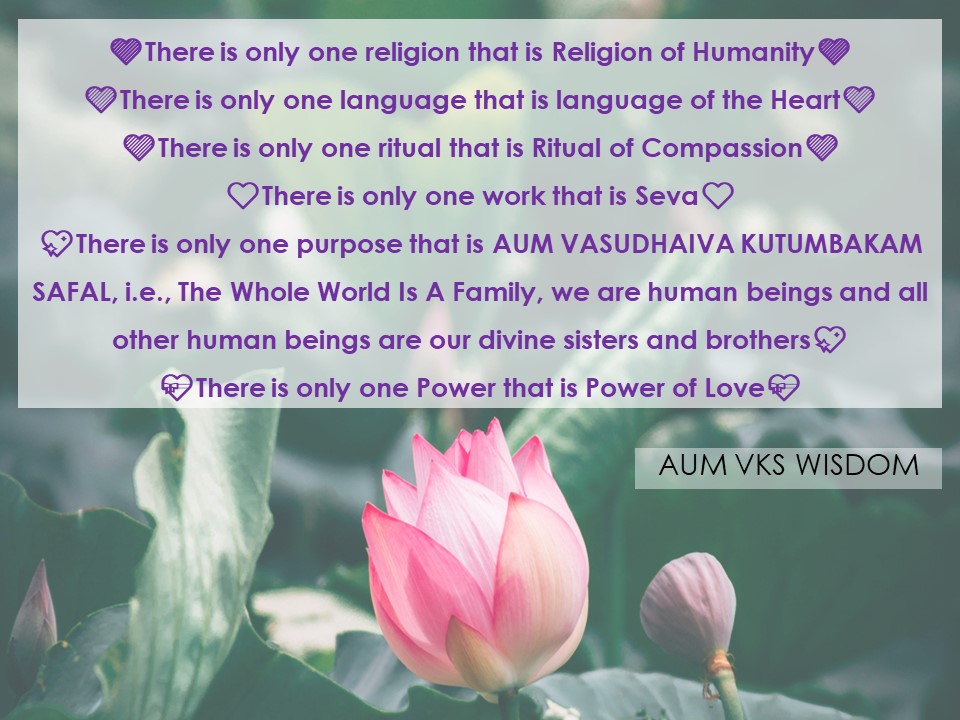 💜There is only one religion that is Religion of Humanity💜
💜There is only one language that is language of the Heart💜
💜There is only one ritual that is Ritual of Compassion💜
♡There is only one work that is Seva♡
💖There is only one purpose that is AUM VASUDHAIVA KUTUMBAKAM
SAFAL, i.e., The Whole World Is A Family, we are human beings and all
other human beings are our divine sisters and brothers💖
💝There is only one Power that is Power of Love💝
AUM VKS WISDOM